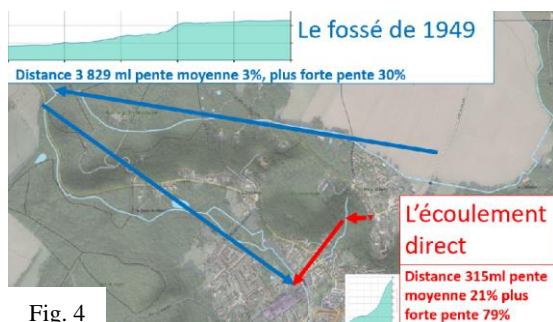 Le fossé de 1949
Distance 3 829 ml pente moyenne 3%, plus forte pente 30%
L’écoulement
direct
Distance 315ml pente
moyenne 21% plus
forte pente 79%
Fig. 4